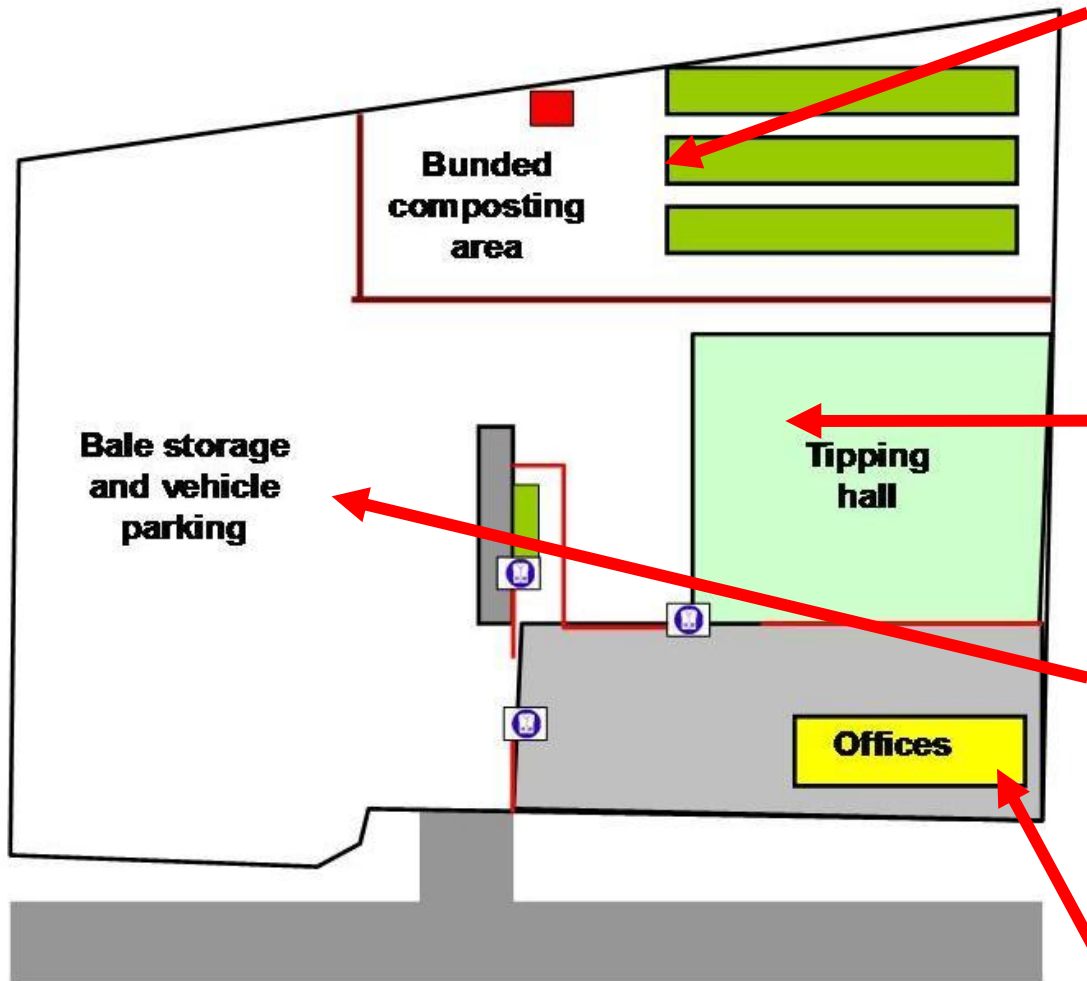 Bunded
composting
area
Bale storage
and vehicle
parking
Tipping
hall
Offices